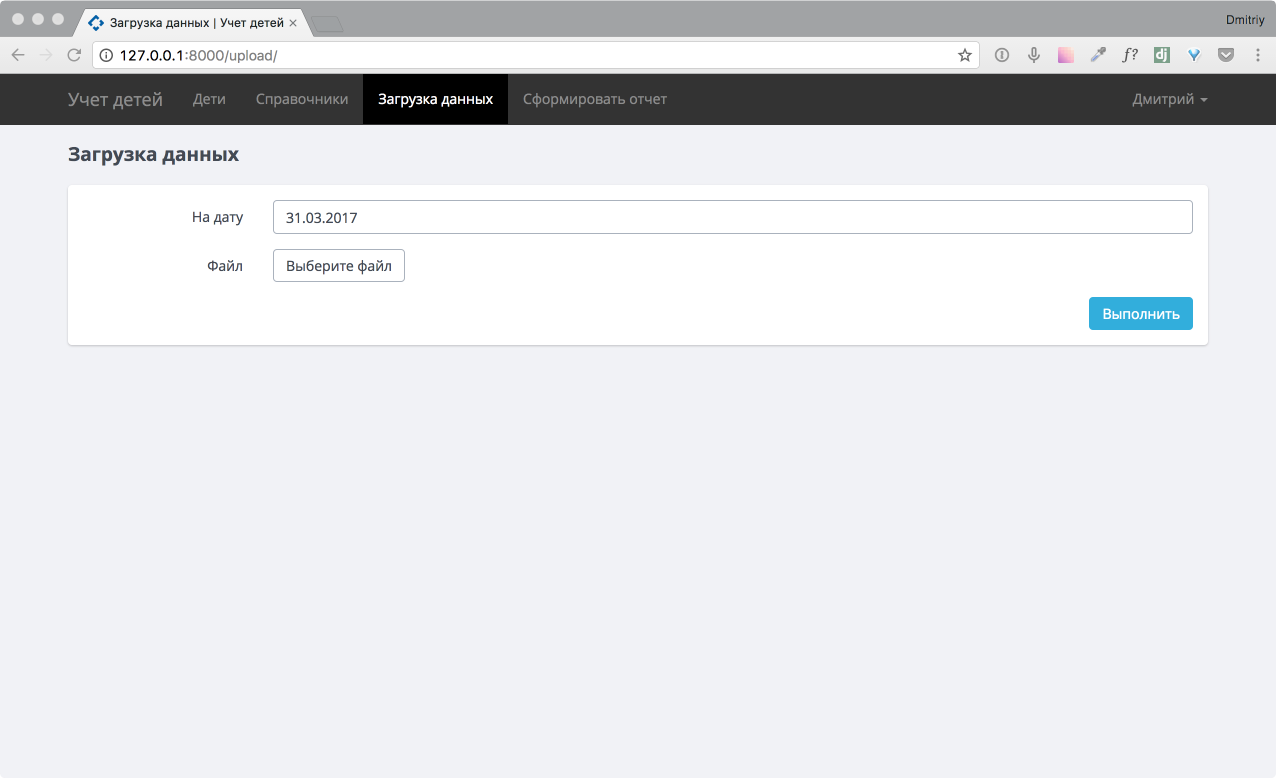 Загрузка данных | Учет детей
Dmitriy
127.0.0.1:8000/upload/
f?
dj
Учет детей Дети Справочники Загрузка данных Сформировать отчет Дмитрий
Загрузка данных
На дату 31.03.2017
Файл Выберите файл
Выполнить